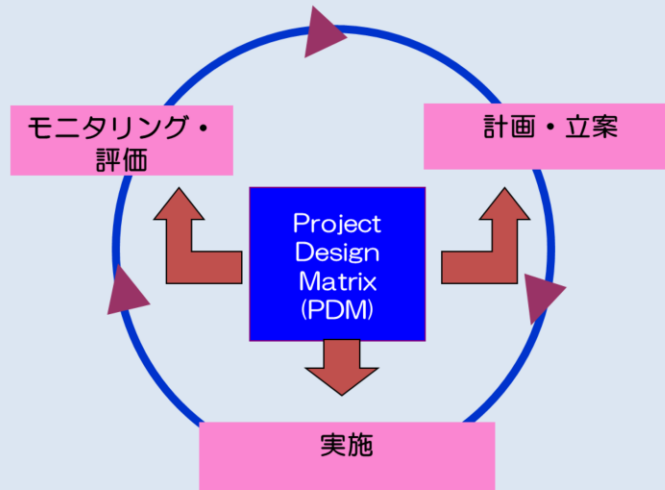 モニタリング・
評価
計画・立案
Project
Design
Matrix
(PDM)
実施